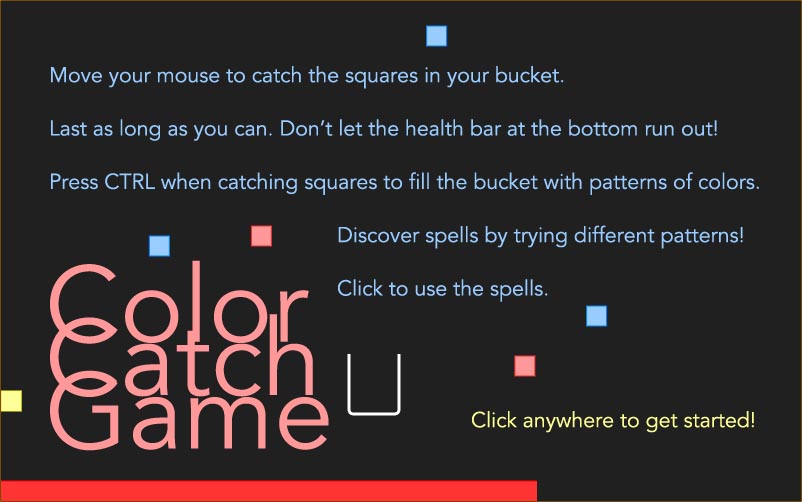 Move your mouse to catch the squares in your bucket.
Last as long as you can. Don’t let the health bar at the bottom run out!
Press CTRL when catching squares to fill the bucket with patterns of colors.
Discover spells by trying different patterns!
Click to use the spells.
Color
Catch
Game
Click anywhere to get started!